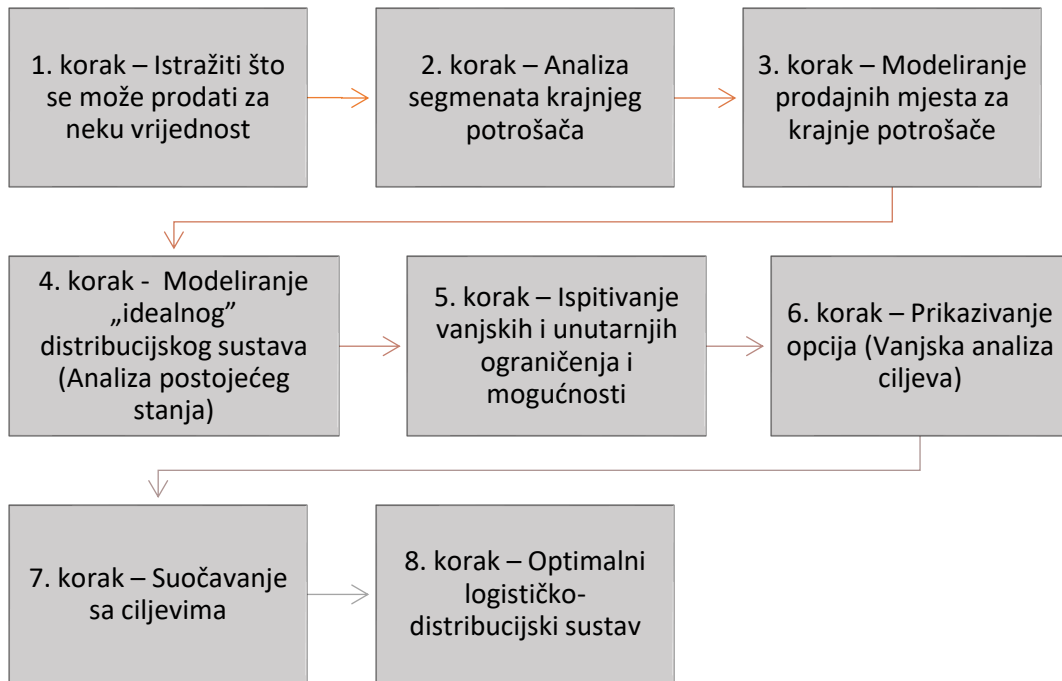 1. korak – Istražiti što
se može prodati za
neku vrijednost
2. korak – Analiza
segmenata krajnjeg
potrošača
3. korak – Modeliranje
prodajnih mjesta za
krajnje potrošače
4. korak -  Modeliranje
„idealnog”
distribucijskog sustava
(Analiza postojećeg
stanja)
5. korak – Ispitivanje
vanjskih i unutarnjih
ograničenja i
mogućnosti
6. korak – Prikazivanje
opcija (Vanjska analiza
ciljeva)
7. korak – Suočavanje
sa ciljevima
8. korak – Optimalni
logističko-
distribucijski sustav